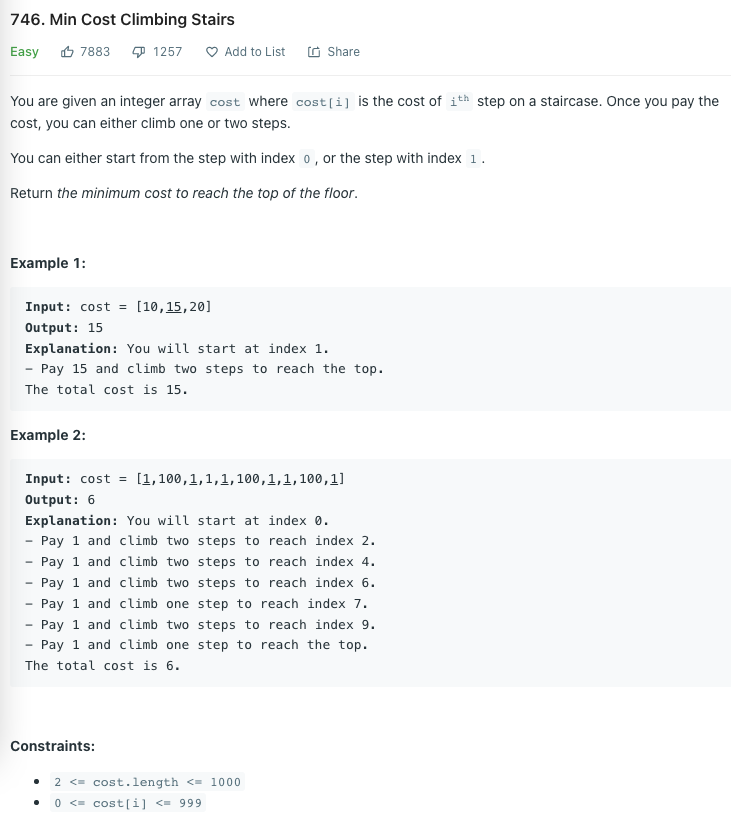 746. Min Cost Climbing Stairs
Easy 7883 1257 Add to List Share
You are given an integer array cost where cost[i] is the cost of ith step on a staircase. Once you pay the
cost, you can either climb one or two steps.
You can either start from the step with index 0, or the step with index 1.
Return the minimum cost to reach the top of the floor.
Example 1:
Input: cost = [10,15,20]
Output: 15
Explanation: You will start at index 1.
- Pay 15 and climb two steps to reach the top.
The total cost is 15.
Example 2:
Input: cost = [1,100,1,1,1,100,1,1,100,1]
Output: 6
Explanation: You will start at index 0.
- Pay 1 and climb two steps to reach index 2.
- Pay 1 and climb two steps to reach index 4.
- Pay 1 and climb two steps to reach index 6.
- Pay 1 and climb one step to reach index 7.
- Pay 1 and climb two steps to reach index 9.
- Pay 1 and climb one step to reach the top.
The total cost is 6.
Constraints:
• 2 <= cost.length <= 1000
• 0 <= cost[i] <= 999